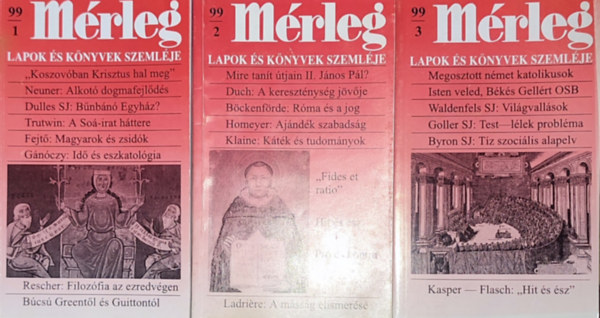 99
1
Mérleg
LAPOK ÉS KÖNYVEK SZEMLÉJE
„Koszovóban Krisztus hal meg"
Neuner: Alkotó dogmafejlődés
Dulles SJ: Bűnbánó Egyház?
Trutwin: A Soá-irat háttere
Fejtő: Magyarok és zsidók
Gánóczy: Idő és eszkatológia
Rescher: Filozófia az ezredvégen
Búcsú Greentől és Guittontól
99
2
Mérleg
LAPOK ÉS KÖNYVEK SZEMLÉJE
Mire tanít útjain II. János Pál?
Duch: A kereszténység jövője
Böckenförde: Róma és a jog
Homeyer: Ajándék szabadság
Klaine: Káték és tudományok
„Fides et
ratio"
Hit és ész
Ladrière: A másság elismerése
99
3
Mérleg
LAPOK ÉS KÖNYVEK SZEMLÉJE
Megosztott német katolikusok
Isten veled, Békés Gellért OSB
Waldenfels SJ: Világvallások
Goller SJ: Test—lélek probléma
Byron SJ: Tíz szociális alapelv
Kasper — Flasch: „Hit és ész"